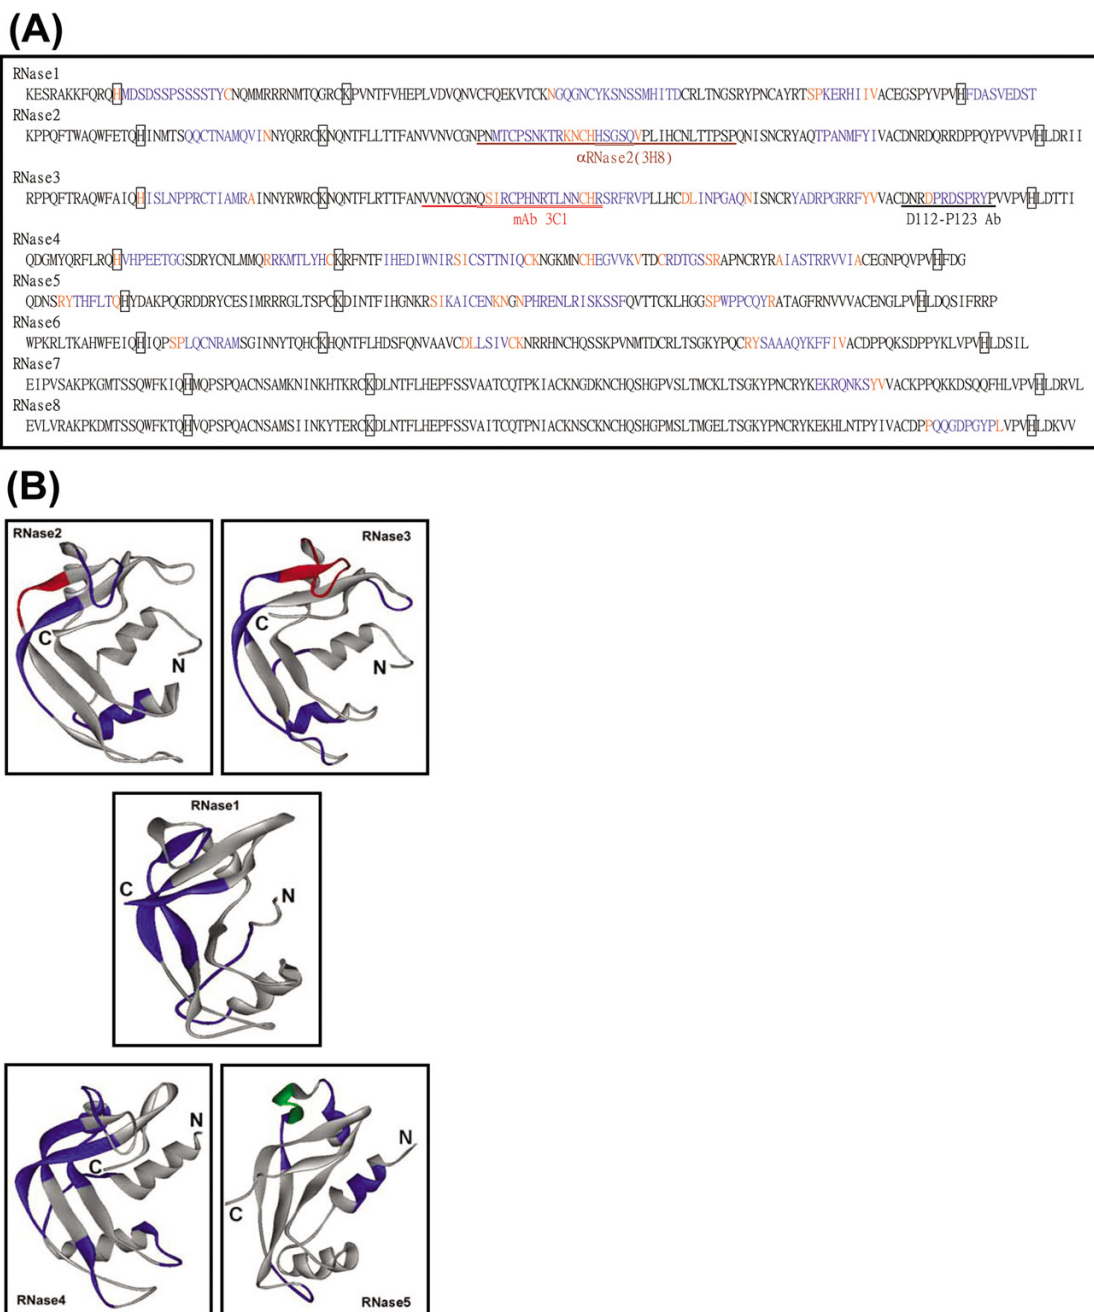 (A)
RNase1
KESRAKKFQRQHMDSDSSPSSSSTYCNQMMRRRNMTQGRCKPVNTFVHEPLVDVQNVCFQEKVTCKNGQGNCYKSNSSMHITDCRLTNGSRYPNCAYRTSPKERHIIVACEGSPYVPVHFDASVEDST
RNase2
KPPQFTWAQWFETQHINMTSQQCTNAMQVINNYQRRCKNQNTFLLTTFANVVNVCGNPNMTCPSNKTRKNCHHSGSQVPLIHCNLTTPSPQNISNCRYAQTPANMFYIVACDNRDQRRDPPQYPVVPVHLDRII
αRNase2(3H8)
RNase3
RPPQFTRAQWFAIQHISLNPPRCTIAMRAINNYRWRCKNQNTFLRTTFANVVNVCGNQSIRCPHNRTLNNCHRSRFRVPLLHCDLINPGAQNISNCRYADRPGRRFYVVACDNRDPRDSPRYPVVPVHLDTTI
mAb 3C1 D112-P123 Ab
RNase4
QDGMYQRFLRQHVHPEETGGSDRYCNLMMQRRKMTLYHCKRFNTFIHEDIWNIRSICSTTNIQCKNGKMNCHEGVVKVTDCRDTGSSRAPNCRYRAIASTRRVVIACEGNPQVPVHFDG
RNase5
QDNSRYTHFLTQHYDAKPQGRDDRYCESIMRRRGLTSPCKDINTFIHGNKRSIKAICENKNGNPHRENLRISKSSFQVTTCKLHGGSPWPPCQYRATAGFRNVVVACENGLPVHLDQSIFRRP
RNase6
WPKRLTKAHWFEIQHIQPSPLQCNRAMSGINNYTQHCKHQNTFLHDSFQNVAAVCDLLSIVCKNRRHNCHQSSKPVNMTDCRLTSGKYPQCRYSAAAQYKFFIVACDPPQKSDPPYKLVPVHLDSIL
RNase7
EIPVSAKPKGMTSSQWFKIQHMQPSPQACNSAMKNINKHTKRCKDLNTFLHEPFSSVAATCQTPKIACKNGDKNCHQSHGPVSLTMCKLTSGKYPNCRYKEKRQNKSYVVACKPPQKKDSQQFHLVPVHLDRVL
RNase8
EVLVRAKPKDMTSSQWFKTQHVQPSPQACNSAMSIINKYTERCKDLNTFLHEPFSSVAITCQTPNIACKNSCKNCHQSHGPMSLTMGELTSGKYPNCRYKEKHLNTPYIVACDPPQQGDPGYPLVPVHLDKVV
(B)
RNase2 RNase3
C N C N
RNase1
C N
N N
C C
RNase4 RNase5